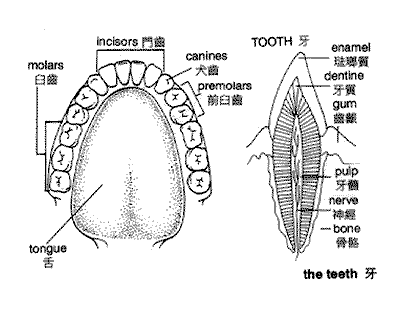 incisors 門齒
molars
臼齒
canines
犬齒
premolars
前臼齒
tongue
舌
TOOTH 牙
enamel
琺瑯質
dentine
牙質
gum
齒齦
pulp
牙髓
nerve
神經
bone
骨骼
the teeth 牙